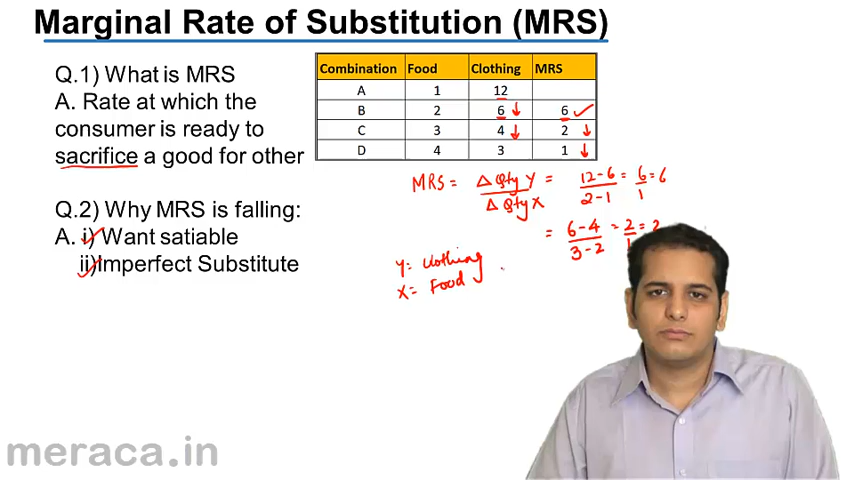 Marginal Rate of Substitution (MRS)
Q.1) What is MRS
A. Rate at which the
consumer is ready to
sacrifice a good for other
Q.2) Why MRS is falling:
A. i) Want satiable
ii)Imperfect Substitute
Combination Food Clothing MRS
A 1 12
B 2 6 ↓ 6 ✓
C 3 4 ↓ 2 ↓
D 4 3 1 ↓
MRS = Δ Qty Y / Δ Qty X = 12-6 / 2-1 = 6/1 = 6
= 6-4 / 3-2 = 2/1 = 2
Y = Clothing
X = Food
meraca.in